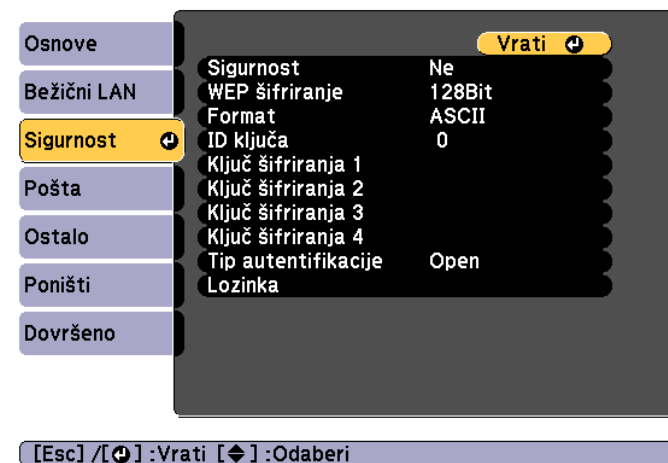 Osnove
Bežični LAN
Sigurnost
Pošta
Ostalo
Poništi
Dovršeno
Vrati
Sigurnost Ne
WEP šifriranje 128Bit
Format ASCII
ID ključa 0
Ključ šifriranja 1
Ključ šifriranja 2
Ključ šifriranja 3
Ključ šifriranja 4
Tip autentifikacije Open
Lozinka
[Esc] /[ ] :Vrati [ ] :Odaberi